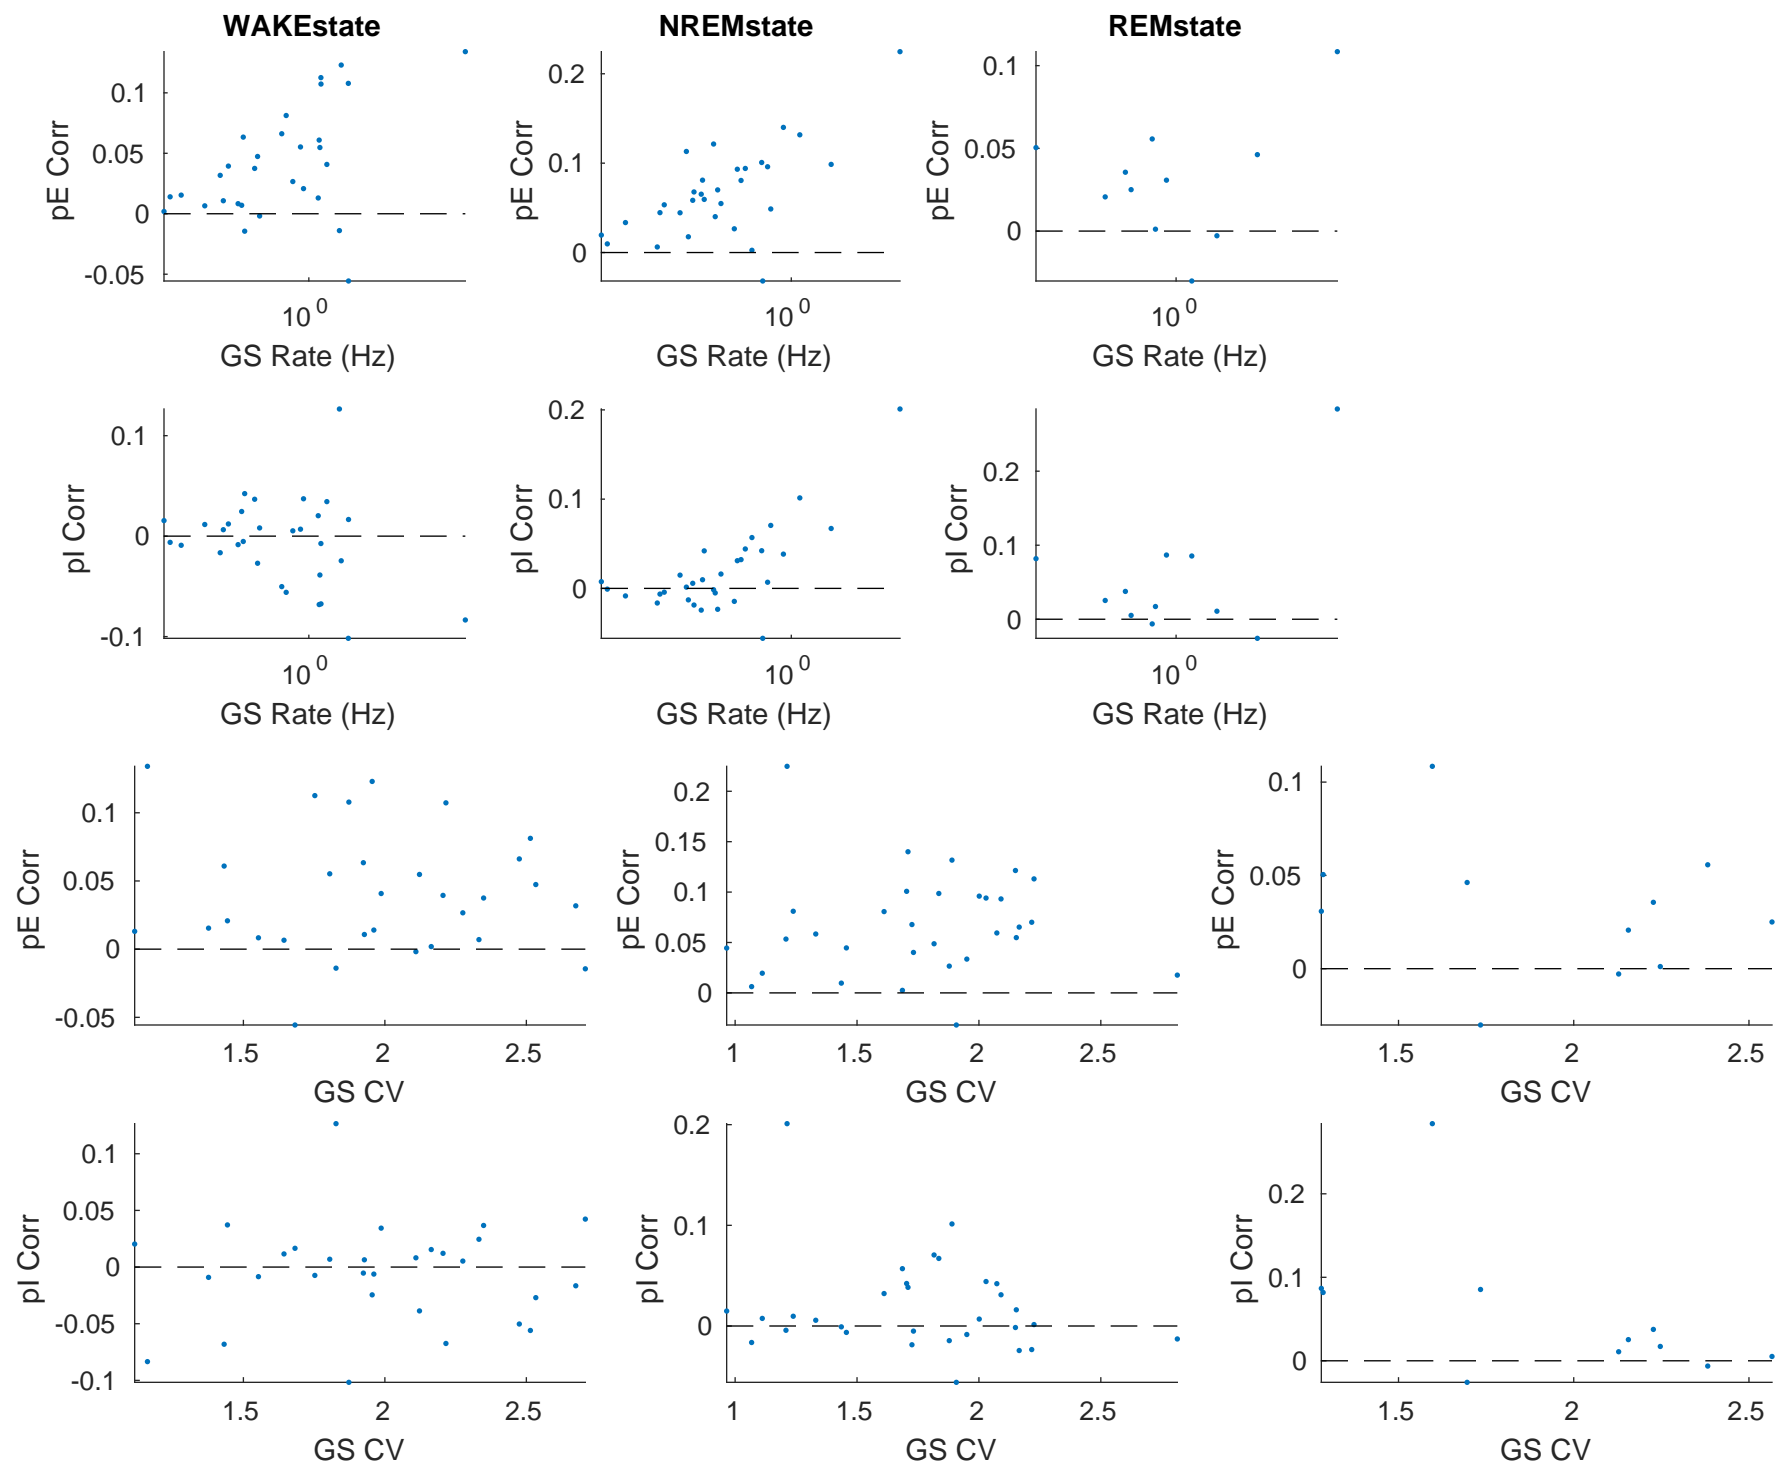 WAKEstate NREMstate REMstate
0.1 0.2 0.1
0.05 0.1 0.05
0 0 0
-0.05
pE Corr pE Corr pE Corr
10^0 10^0 10^0
GS Rate (Hz) GS Rate (Hz) GS Rate (Hz)
0.1 0.2 0.2
0 0.1 0.1
-0.1 0 0
pI Corr pI Corr pI Corr
10^0 10^0 10^0
GS Rate (Hz) GS Rate (Hz) GS Rate (Hz)
0.1 0.2 0.1
0.05 0.15 0.05
0 0.1 0
-0.05 0.05
0
pE Corr pE Corr pE Corr
1.5 2 2.5 1 1.5 2 2.5 1.5 2 2.5
GS CV GS CV GS CV
0.1 0.2 0.2
0.05 0.1 0.1
0 0 0
-0.05
-0.1
pI Corr pI Corr pI Corr
1.5 2 2.5 1 1.5 2 2.5 1.5 2 2.5
GS CV GS CV GS CV